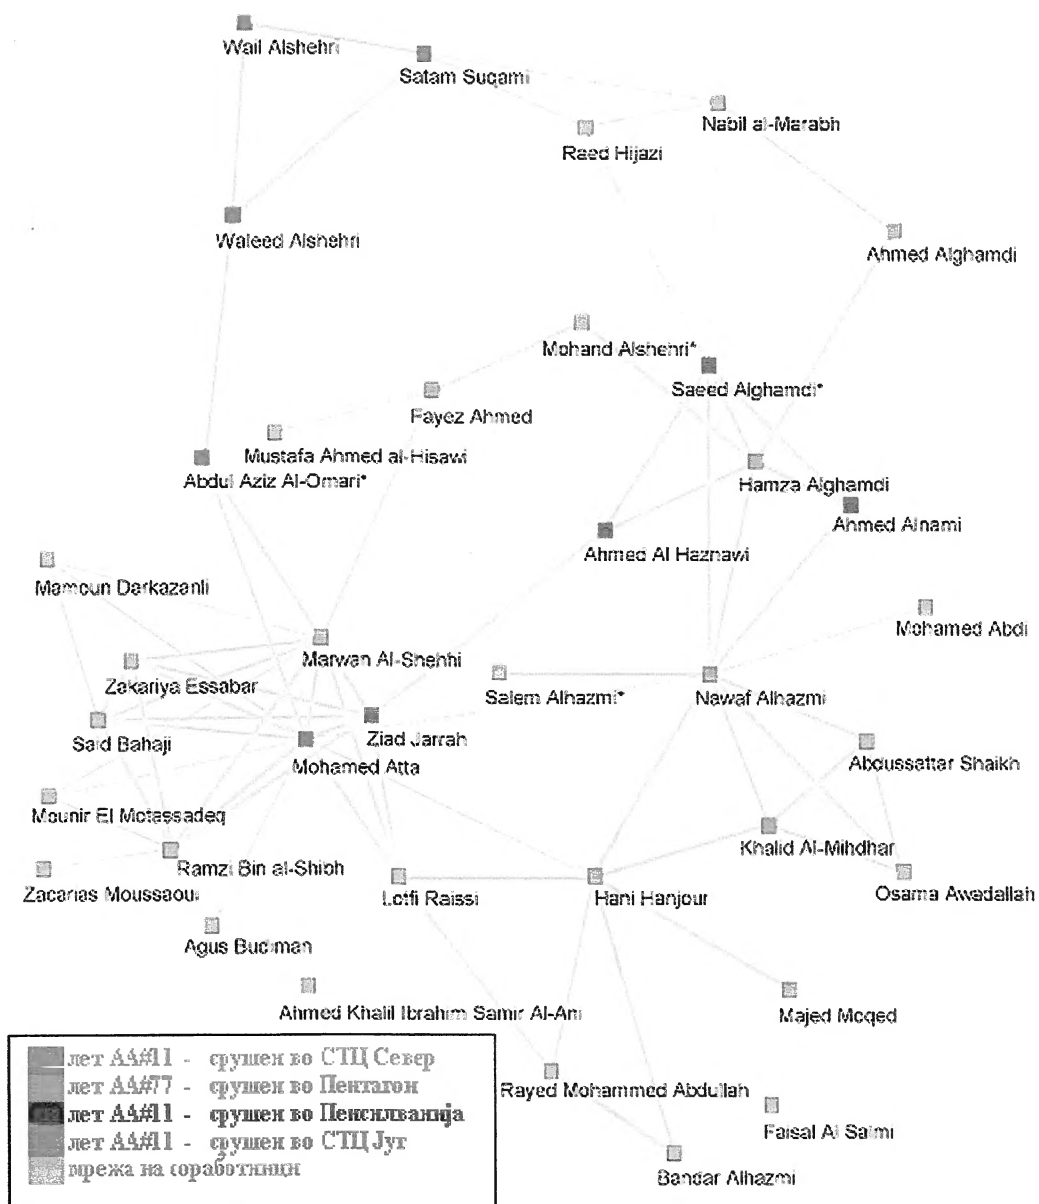 Wail Alshehri
Satam Suqami
Nabil al-Marabh
Raed Hijazi
Waleed Alshehri
Ahmed Alghamdi
Mohand Alshehri*
Saeed Alghamdi*
Fayez Ahmed
Mustafa Ahmed al-Hisawi
Abdul Aziz Al-Omari*
Hamza Alghamdi
Ahmed Alnami
Ahmed Al Haznawi
Mamoun Darkazanli
Mohamed Abdi
Marwan Al-Shehhi
Zakariya Essabar
Salem Alhazmi*
Nawaf Alhazmi
Said Bahaji
Ziad Jarrah
Mohamed Atta
Abdussattar Shaikh
Mounir El Motassadeq
Khalid Al-Mihdhar
Ramzi Bin al-Shibh
Zacarias Moussaoui
Lotfi Raissi
Hani Hanjour
Osama Awadallah
Agus Budiman
Ahmed Khalil Ibrahim Samir Al-Ani
Majed Moqed
Rayed Mohammed Abdullah
Faisal Al Salmi
Bandar Alhazmi
лет АА#11 - срушен во СТЦ Север
лет АА#77 - срушен во Пентагон
лет АА#11 - срушен во Пенсилванија
лет АА#11 - срушен во СТЦ Југ
мрежа на соработници